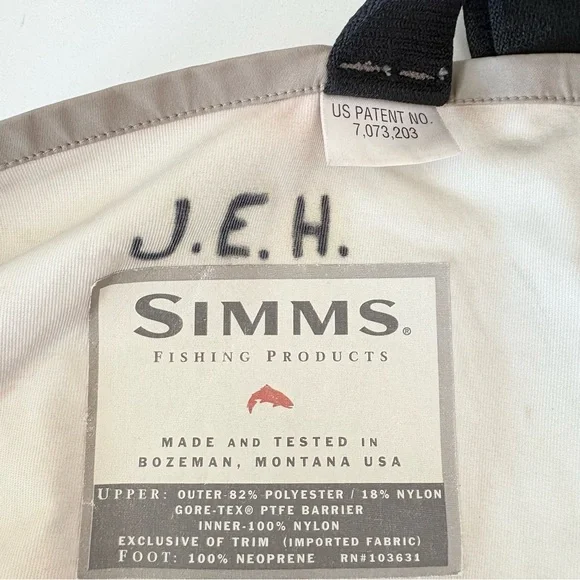 US PATENT NO.
7,073,203
J.E.H.
SIMMS®
FISHING PRODUCTS
MADE AND TESTED IN
BOZEMAN, MONTANA USA
UPPER: OUTER-82% POLYESTER / 18% NYLON
GORE-TEX® PTFE BARRIER
INNER-100% NYLON
EXCLUSIVE OF TRIM (IMPORTED FABRIC)
FOOT: 100% NEOPRENE RN#103631